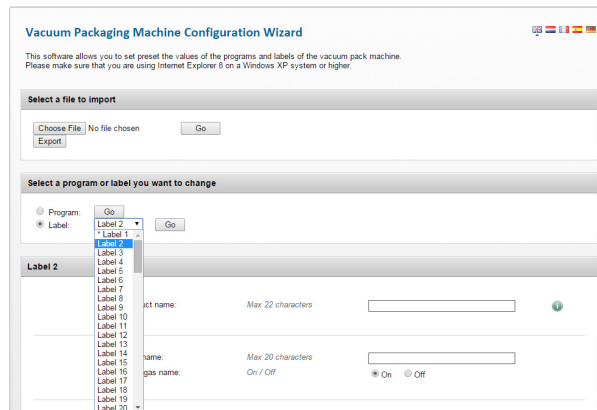 Vacuum Packaging Machine Configuration Wizard
This software allows you to set preset the values of the programs and labels of the vacuum pack machine.
Please make sure that you are using Internet Explorer 8 on a Windows XP system or higher.
Select a file to import
Choose File No file chosen Go
Export
Select a program or label you want to change
Program: Go
Label: Label 2 Go
* Label 1
Label 2
Label 3
Label 4
Label 5
Label 6
Label 7
Label 8
Label 9
Label 10
Label 11
Label 12
Label 13
Label 14
Label 15
Label 16
Label 17
Label 18
Label 19
Label 20
Label 2
uct name: Max 22 characters
name: Max 20 characters
gas name: On / Off On Off